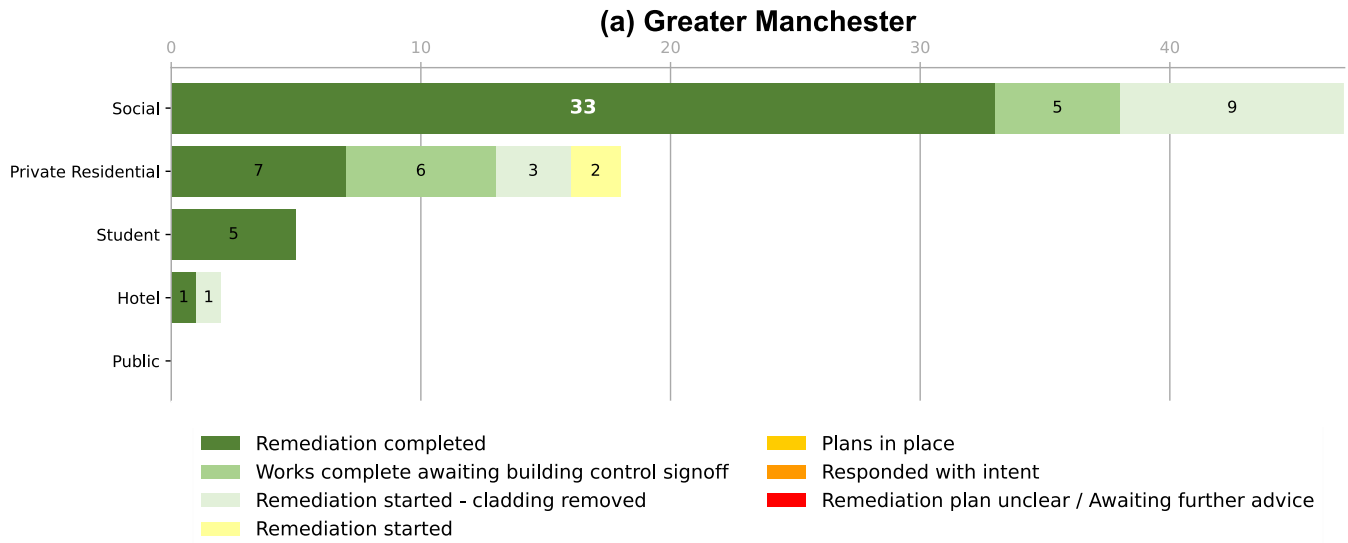 (a) Greater Manchester
0 10 20 30 40
Social 33 5 9
Private Residential 7 6 3 2
Student 5
Hotel 1 1
Public
Remediation completed
Works complete awaiting building control signoff
Remediation started - cladding removed
Remediation started
Plans in place
Responded with intent
Remediation plan unclear / Awaiting further advice